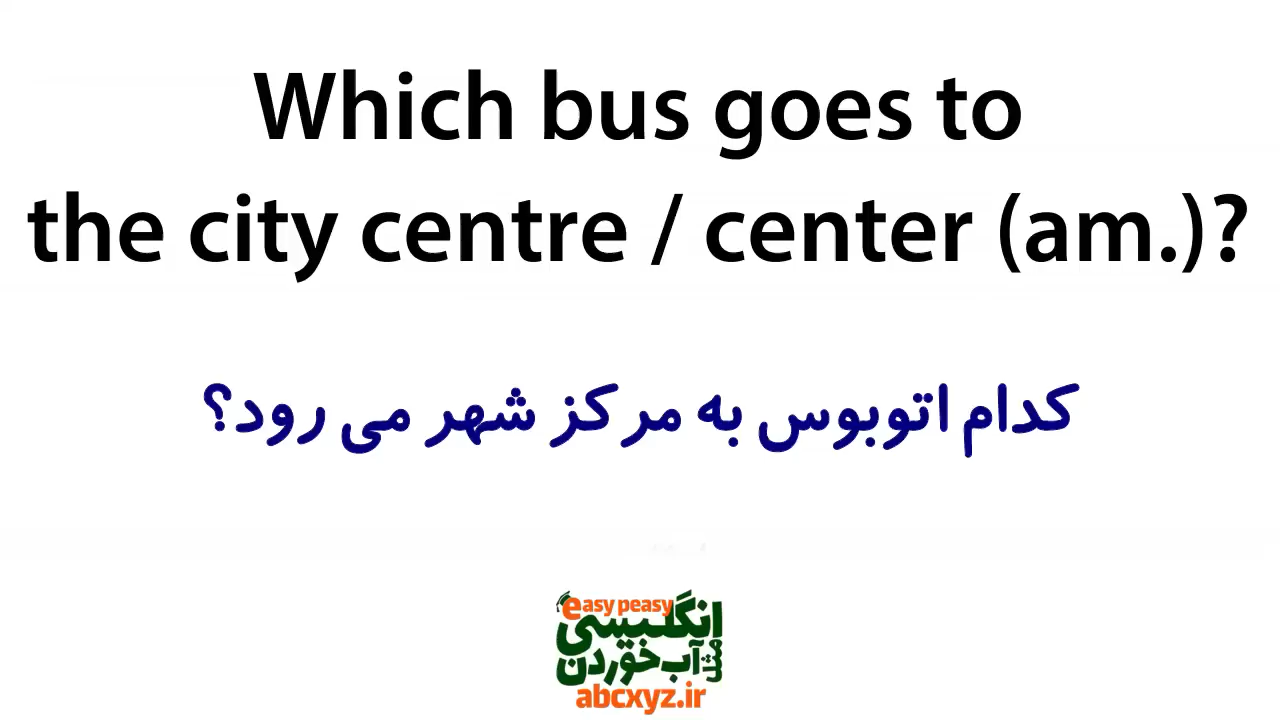 Which bus goes to
the city centre / center (am.)?
کدام اتوبوس به مرکز شهر می رود؟
easy peasy
انگلیسی
مثل آب خوردن
abcxyz.ir